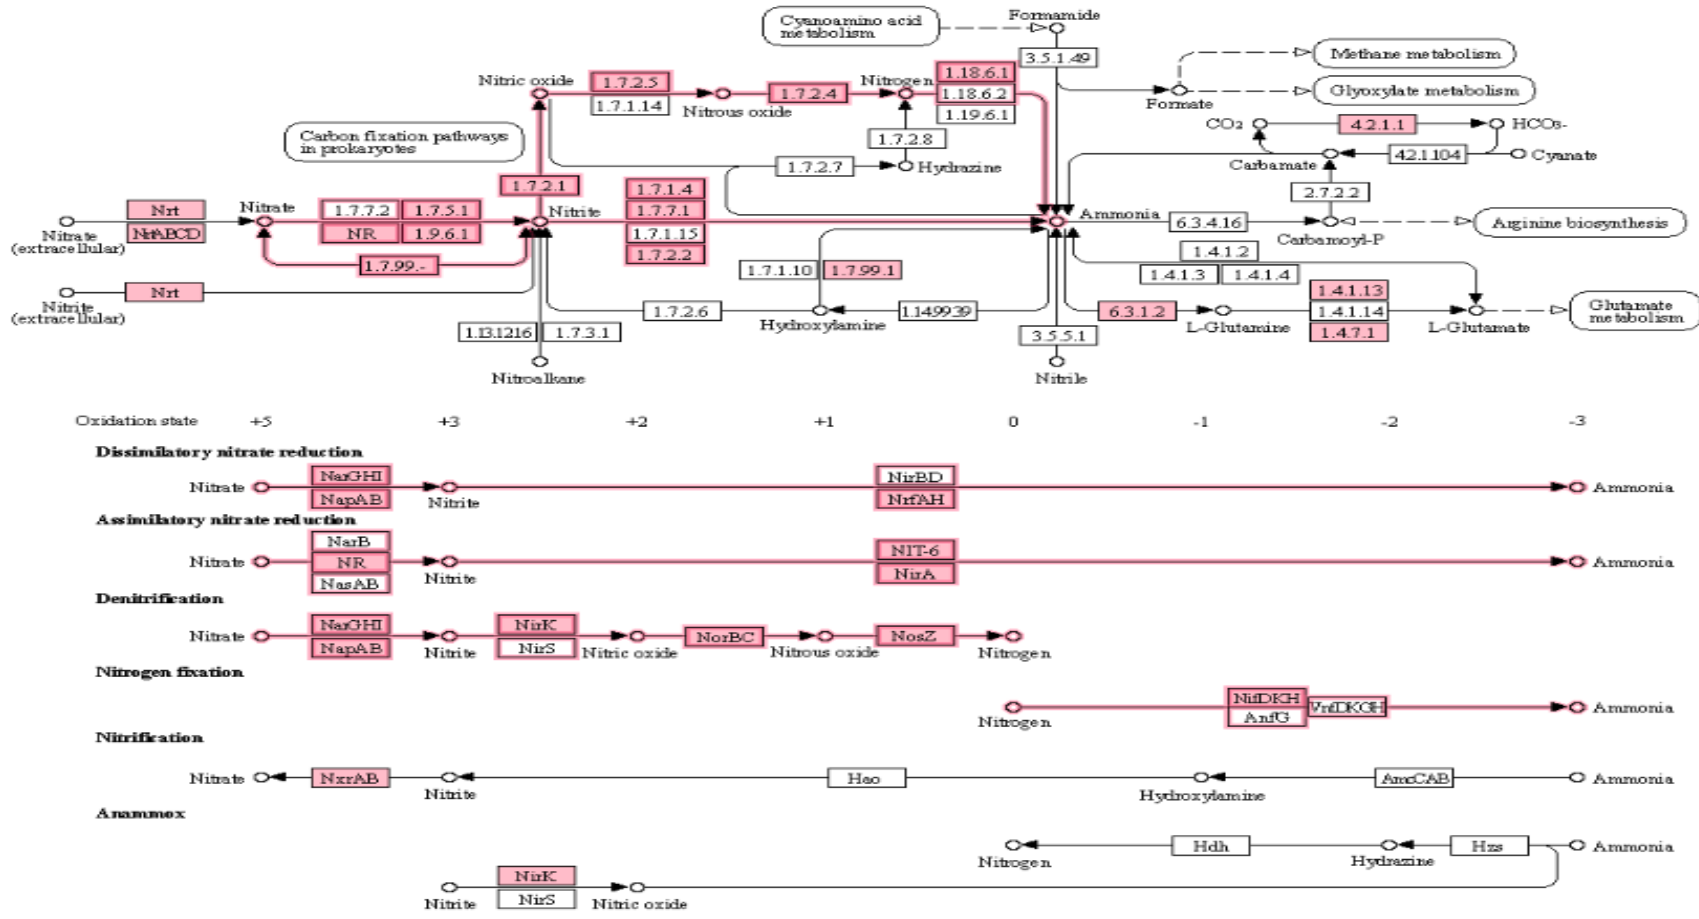 Cyanoamino acid
metabolism
Formamide
3.5.1.49
Methane metabolism
Glyoxylate metabolism
Formate
Nitric oxide
1.7.2.5
1.7.1.14
Nitrous oxide
1.7.2.4
Nitrogen
1.18.6.1
1.18.6.2
1.19.6.1
Carbon fixation pathways
in prokaryotes
1.7.2.8
1.7.2.7
Hydrazine
CO2
4.2.1.1
HCO3-
Carbamate
4.2.1.104
Cyanate
2.7.2.2
1.7.2.1
Nrt
NrtABCD
Nitrate
(extracellular)
Nitrate
1.7.7.2
1.7.5.1
NR
1.9.6.1
1.7.99.-
Nitrite
1.7.1.4
1.7.7.1
1.7.1.15
1.7.2.2
Ammonia
6.3.4.16
Carbamoyl-P
Arginine biosynthesis
1.4.1.2
1.4.1.3
1.4.1.4
1.7.1.10
1.7.99.1
Nrt
Nitrite
(extracellular)
1.7.2.6
Hydroxylamine
1.14.99.39
6.3.1.2
L-Glutamine
1.4.1.13
1.4.1.14
1.4.7.1
L-Glutamate
Glutamate
metabolism
1.13.12.16
1.7.3.1
3.5.5.1
Nitroalkane
Nitrile
Oxidation state +5 +3 +2 +1 0 -1 -2 -3
Dissimilatory nitrate reduction
NarGHI NirBD
Nitrate Nitrite Ammonia
NapAB NrfAH
Assimilatory nitrate reduction
NarB
NR NIT-6
Nitrate Nitrite Ammonia
NasAB NirA
Denitrification
NarGHI NirK
Nitrate NorBC NosZ
NapAB Nitrite NirS Nitric oxide Nitrous oxide Nitrogen
Nitrogen fixation
NifDKH VnfDKGH
Nitrogen AnfG Ammonia
Nitrification
Nitrate NxrAB Hao AmoCAB Ammonia
Nitrite Hydroxylamine
Anammox
Hdh Hzs Ammonia
Nitrogen Hydrazine
NirK
Nitrite NirS Nitric oxide